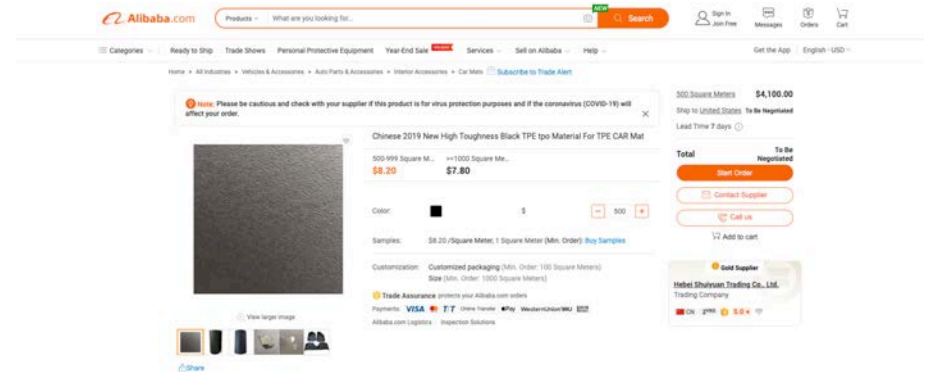 Alibaba.com
Products
What are you looking for...
NEW
Search
Sign In
Join Free
Messages
Orders
Cart
Categories
Ready to Ship
Trade Shows
Personal Protective Equipment
Year-End Sale
Services
Sell on Alibaba
Help
Get the App
English - USD
Home » All Industries » Vehicles & Accessories » Auto Parts & Accessories » Interior Accessories » Car Mats
Subscribe to Trade Alert
Note: Please be cautious and check with your supplier if this product is for virus protection purposes and if the coronavirus (COVID-19) will
affect your order.
Chinese 2019 New High Toughness Black TPE tpo Material For TPE CAR Mat
500-999 Square M...
>=1000 Square Me...
$8.20
$7.80
Color:
$
- 500 +
Samples:
$8.20 /Square Meter, 1 Square Meter (Min. Order): Buy Samples
Customization:
Customized packaging (Min. Order: 100 Square Meters)
Size (Min. Order: 1000 Square Meters)
Trade Assurance protects your Alibaba.com orders
Payments: VISA T/T Online Transfer Pay WesternUnion WU
Alibaba.com Logistics
Inspection Solutions
View larger image
Share
500 Square Meters $4,100.00
Ship to United States To Be Negotiated
Lead Time 7 days
Total
To Be
Negotiated
Start Order
Contact Supplier
Call us
Add to cart
Gold Supplier
Hebei Shuiyuan Trading Co., Ltd.
Trading Company
CN 2YRS 5.0